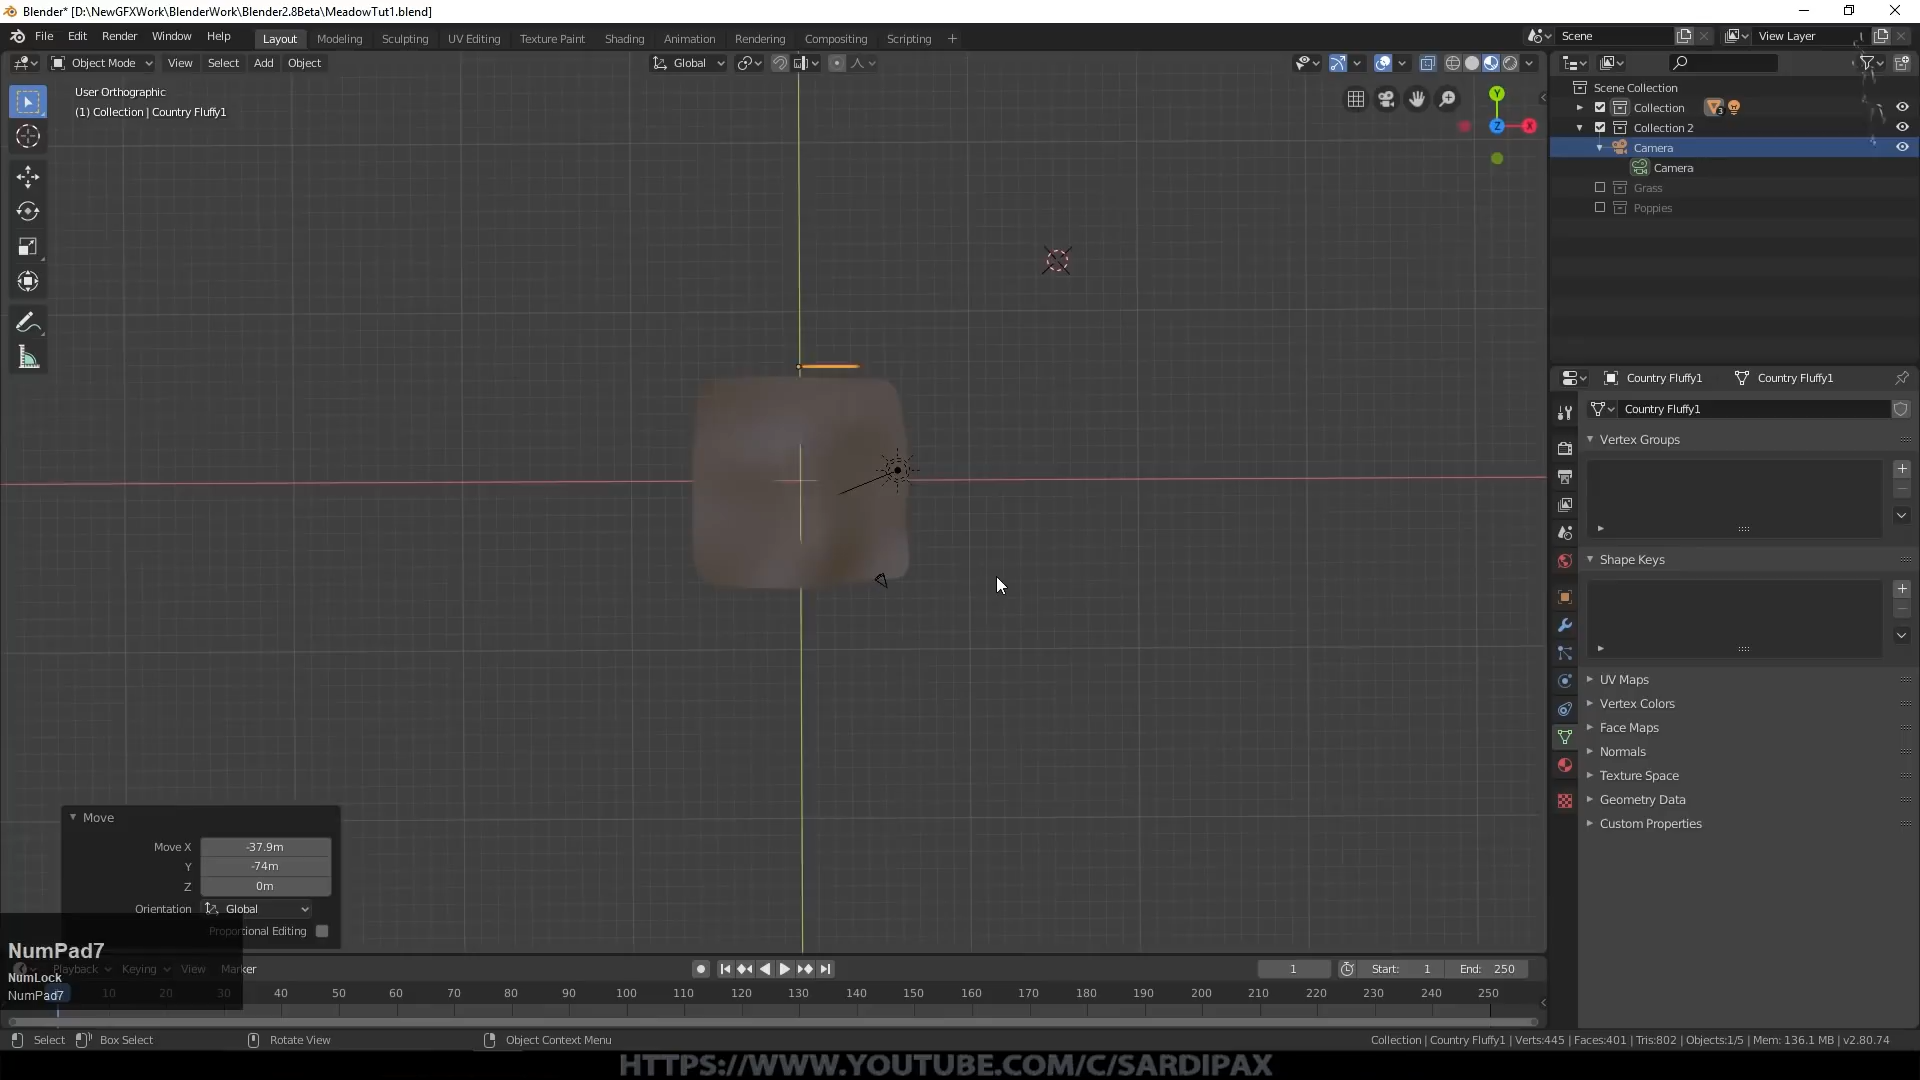 Blender* [D:\NewGFXWork\BlenderWork\Blender2.8Beta\MeadowTut1.blend]
File Edit Render Window Help Layout Modeling Sculpting UV Editing Texture Paint Shading Animation Rendering Compositing Scripting Scene View Layer
Object Mode View Select Add Object Global
User Orthographic
(1) Collection | Country Fluffy1
Y
Z
X
Scene Collection
Collection
Collection 2
Camera
Camera
Grass
Poppies
Country Fluffy1 Country Fluffy1
Country Fluffy1
Vertex Groups
Shape Keys
UV Maps
Vertex Colors
Face Maps
Normals
Texture Space
Geometry Data
Custom Properties
Move
Move X -37.9m
Y -74m
Z 0m
Orientation Global
Proportional Editing
NumPad7
NumLock
NumPad7
Playback Keying View Marker 1 Start: 1 End: 250
10 20 30 40 50 60 70 80 90 100 110 120 130 140 150 160 170 180 190 200 210 220 230 240 250
Select Box Select Rotate View Object Context Menu Collection | Country Fluffy1 | Verts:445 | Faces:401 | Tris:802 | Objects:1/5 | Mem: 136.1 MB | v2.80.74
HTTPS://WWW.YOUTUBE.COM/C/SARDIPAX